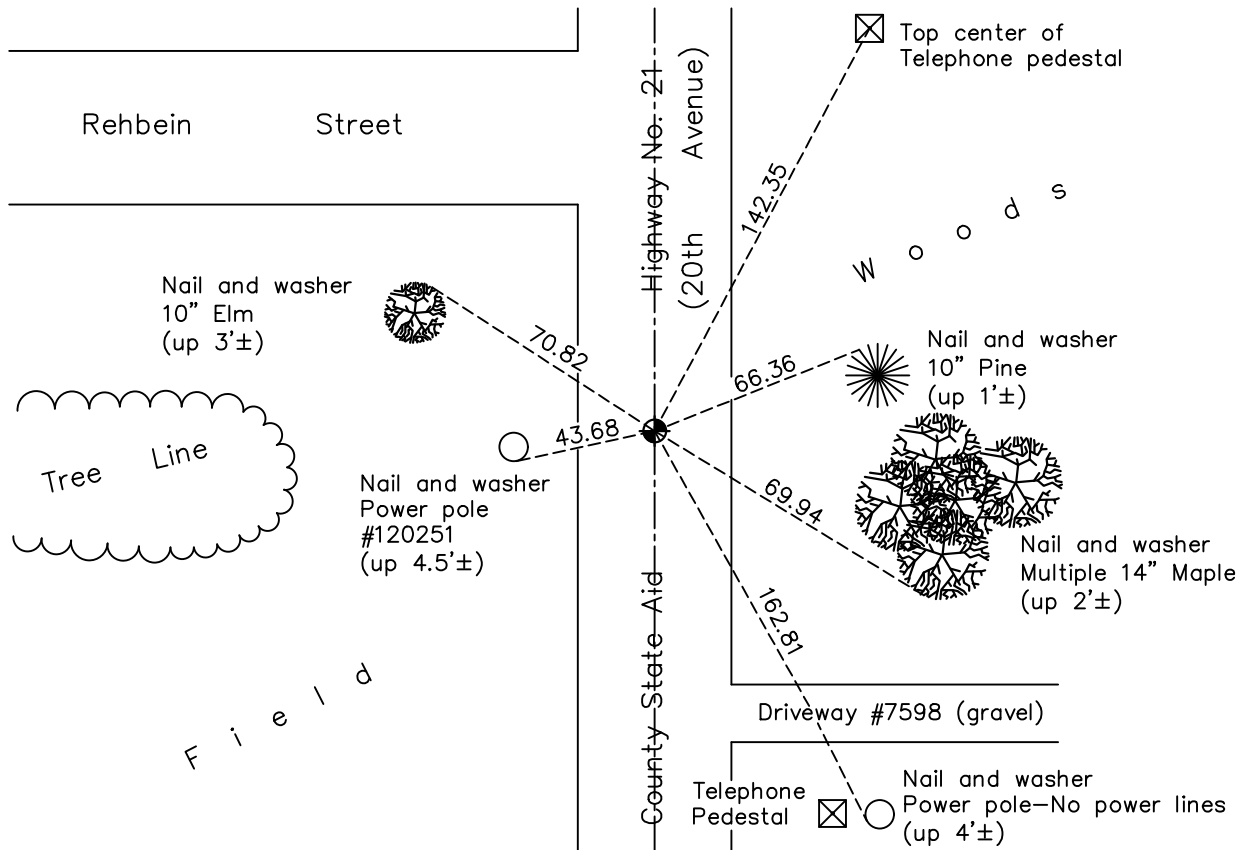 Top center of
Telephone pedestal
Rehbein Street
County State Aid Highway No. 21
(20th Avenue)
142.35
Woods
Nail and washer
10" Elm
(up 3'±)
70.82
66.36
Nail and washer
10" Pine
(up 1'±)
43.68
Tree Line
Nail and washer
Power pole
#120251
(up 4.5'±)
69.94
Nail and washer
Multiple 14" Maple
(up 2'±)
162.81
Field
Driveway #7598 (gravel)
Telephone
Pedestal
Nail and washer
Power pole–No power lines
(up 4'±)